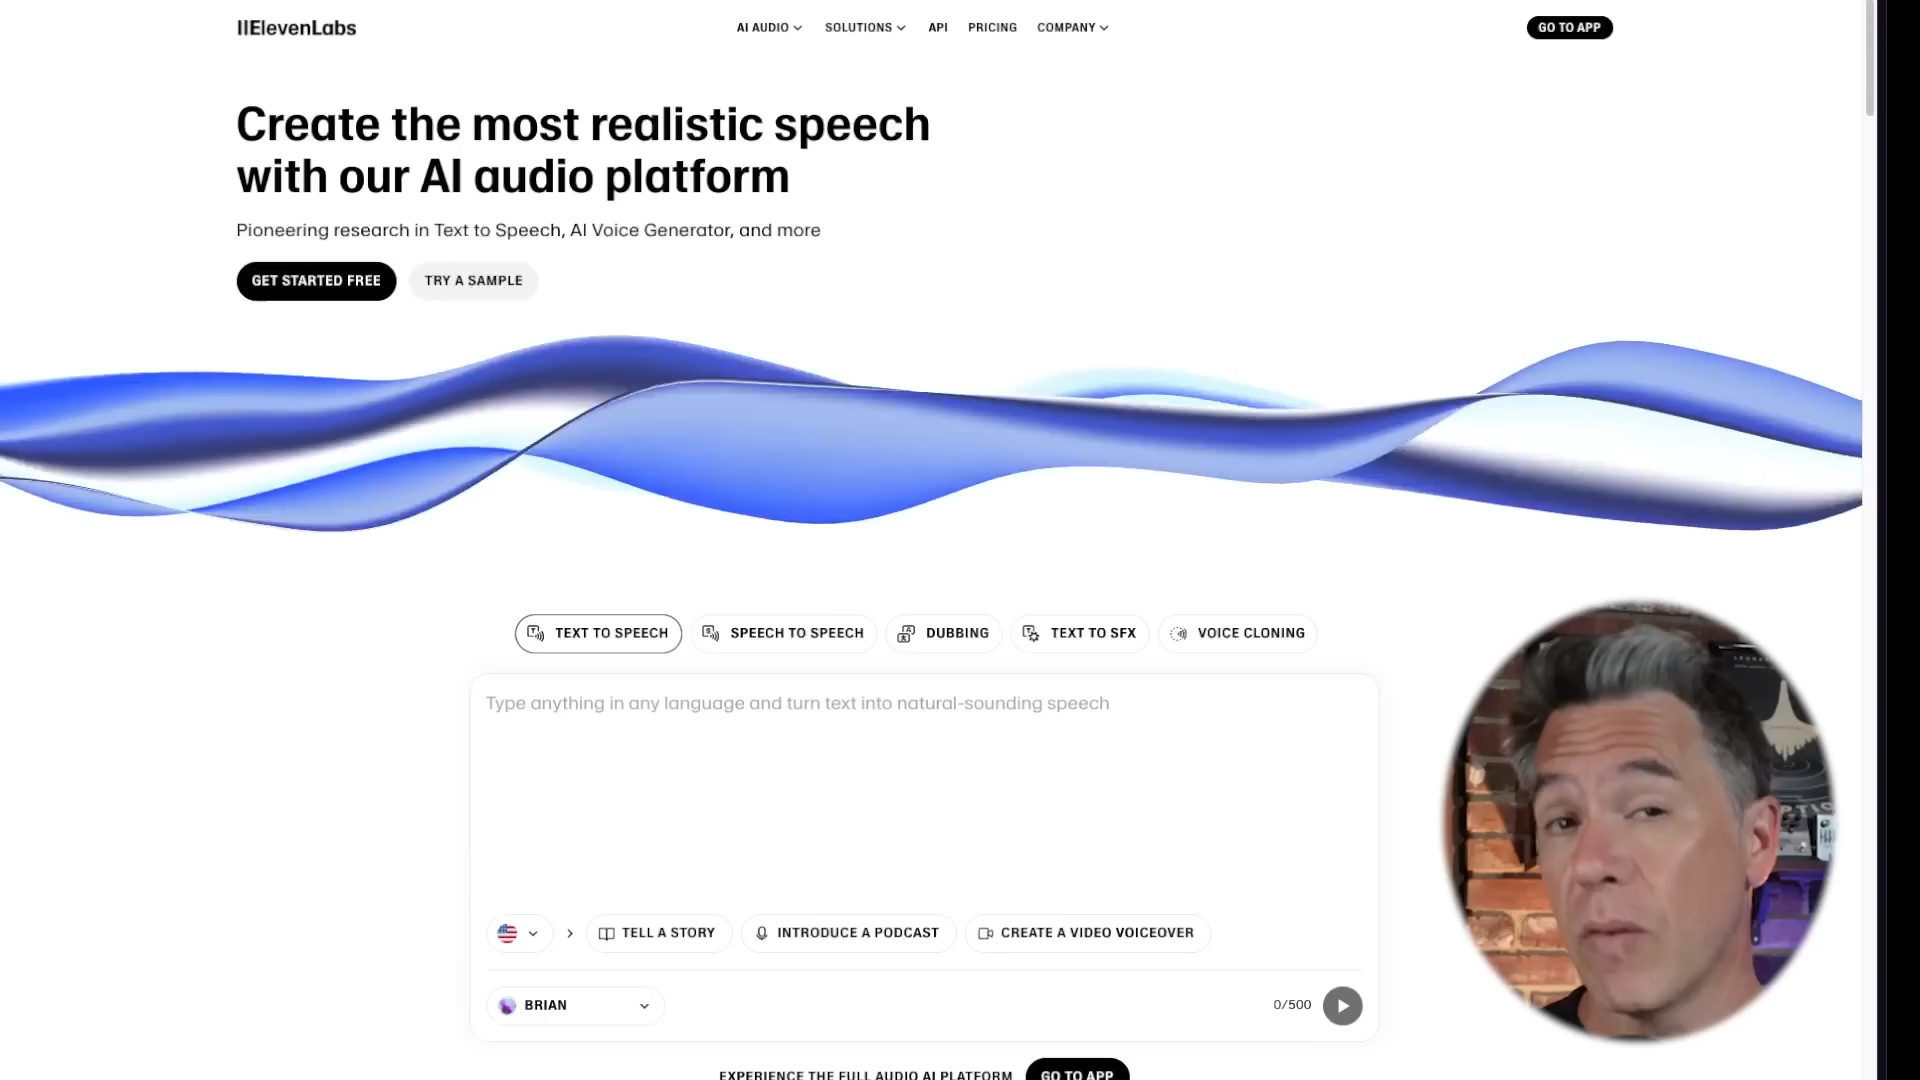 IIElevenLabs
AI AUDIO
SOLUTIONS
API
PRICING
COMPANY
GO TO APP
Create the most realistic speech
with our AI audio platform
Pioneering research in Text to Speech, AI Voice Generator, and more
GET STARTED FREE
TRY A SAMPLE
TEXT TO SPEECH
SPEECH TO SPEECH
DUBBING
TEXT TO SFX
VOICE CLONING
Type anything in any language and turn text into natural-sounding speech
TELL A STORY
INTRODUCE A PODCAST
CREATE A VIDEO VOICEOVER
BRIAN
0/500
EXPERIENCE THE FULL AUDIO AI PLATFORM
GO TO APP